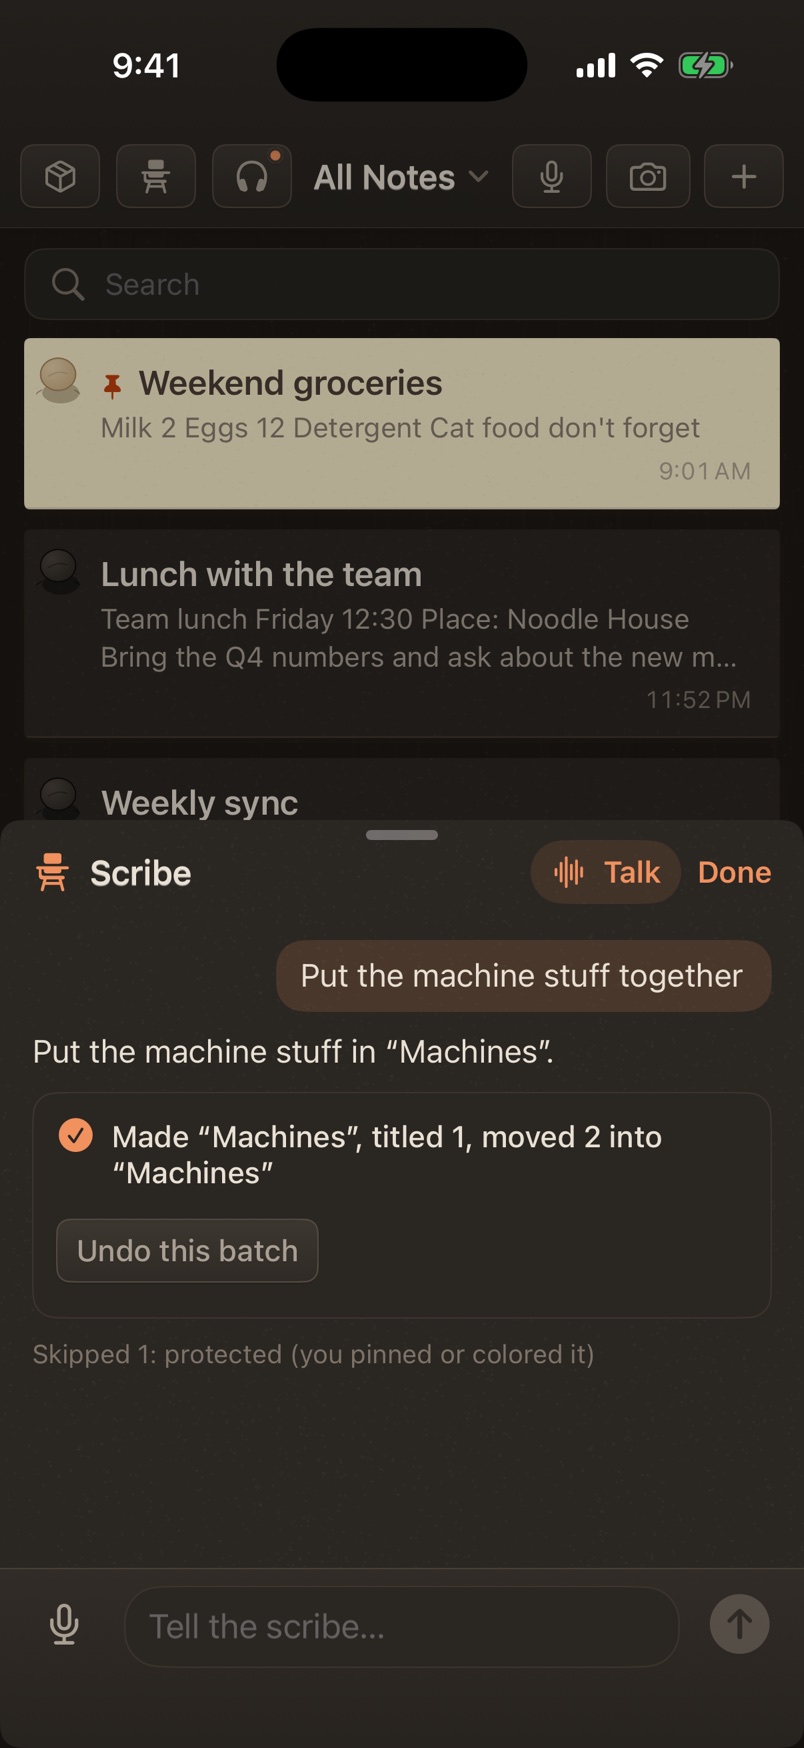 9:41
All Notes
Search
Weekend groceries
Milk 2 Eggs 12 Detergent Cat food don't forget
9:01 AM
Lunch with the team
Team lunch Friday 12:30 Place: Noodle House
Bring the Q4 numbers and ask about the new m...
11:52 PM
Weekly sync
Scribe
Talk
Done
Put the machine stuff together
Put the machine stuff in “Machines”.
Made “Machines”, titled 1, moved 2 into
“Machines”
Undo this batch
Skipped 1: protected (you pinned or colored it)
Tell the scribe...